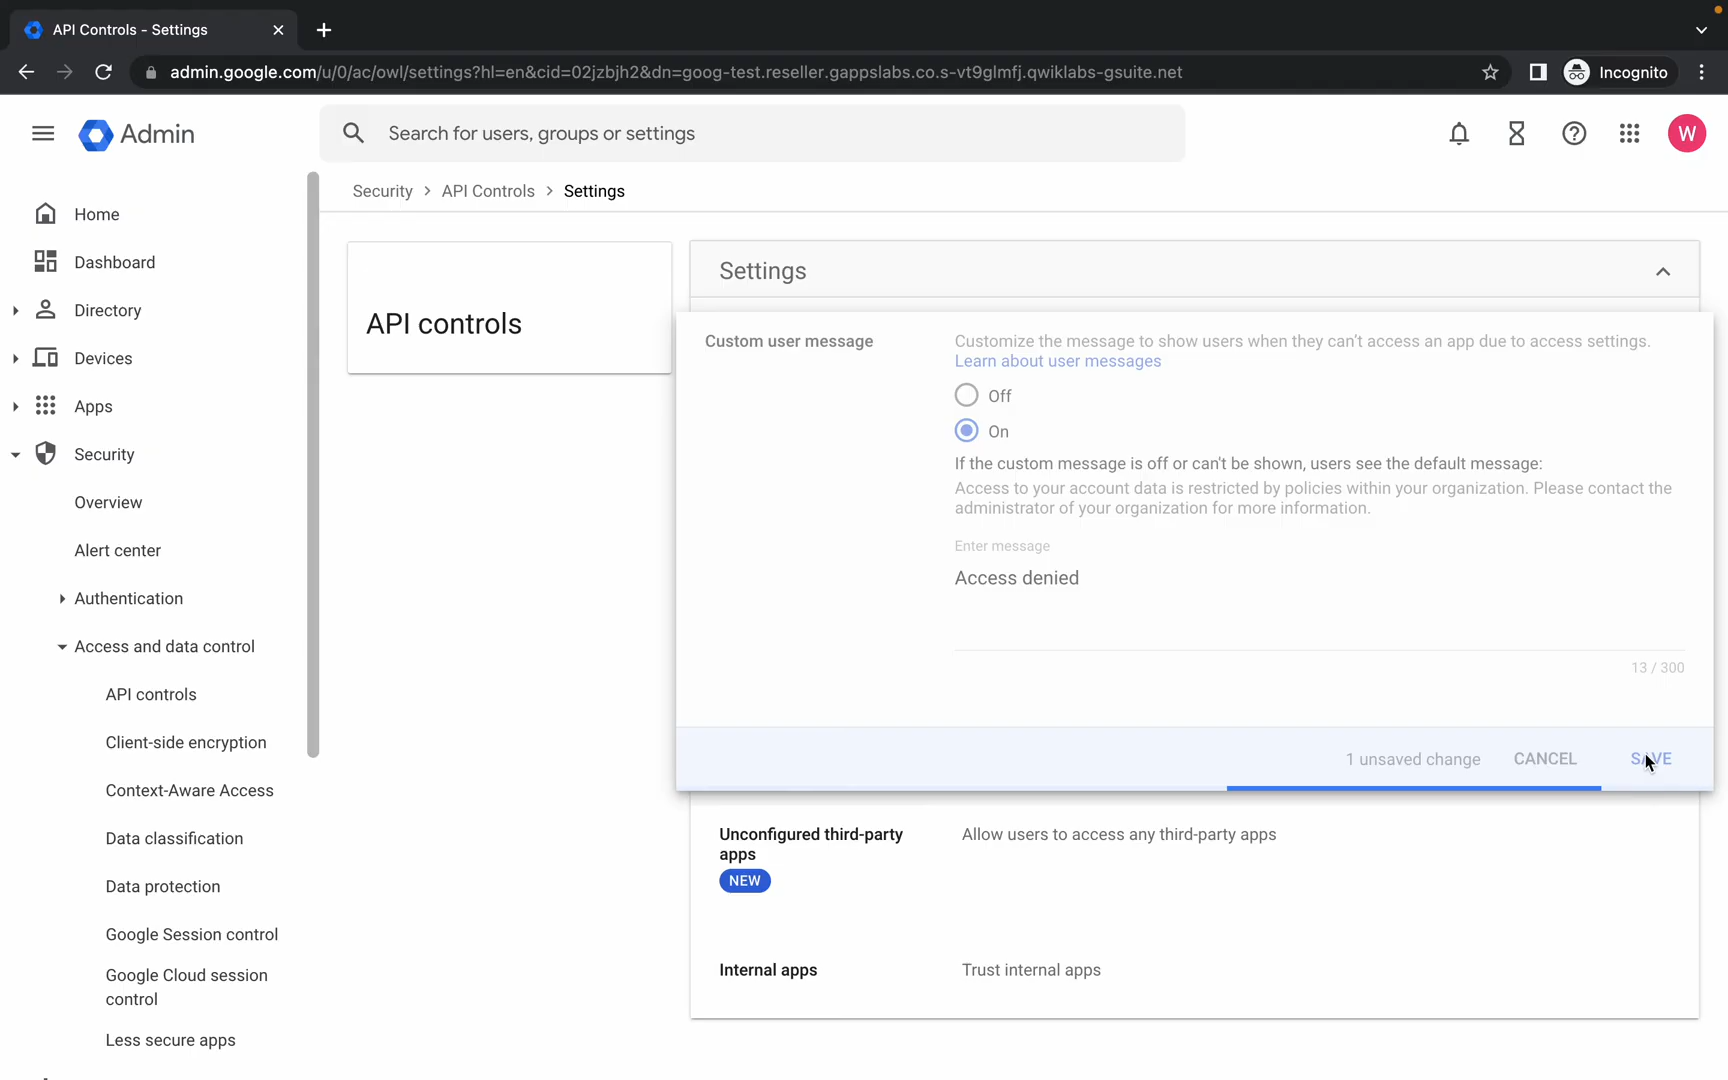 API Controls - Settings
admin.google.com/u/0/ac/owl/settings?hl=en&cid=02jzbjh2&dn=goog-test.reseller.gappslabs.co.s-vt9glmfj.qwiklabs-gsuite.net
Incognito
Admin
Search for users, groups or settings
W
Security > API Controls > Settings
Home
Dashboard
Directory
Devices
Apps
Security
Overview
Alert center
Authentication
Access and data control
API controls
Client-side encryption
Context-Aware Access
Data classification
Data protection
Google Session control
Google Cloud session
control
Less secure apps
API controls
Settings
Custom user message
Customize the message to show users when they can't access an app due to access settings.
Learn about user messages
Off
On
If the custom message is off or can't be shown, users see the default message:
Access to your account data is restricted by policies within your organization. Please contact the
administrator of your organization for more information.
Enter message
Access denied
13 / 300
1 unsaved change
CANCEL
SAVE
Unconfigured third-party
apps
NEW
Allow users to access any third-party apps
Internal apps
Trust internal apps